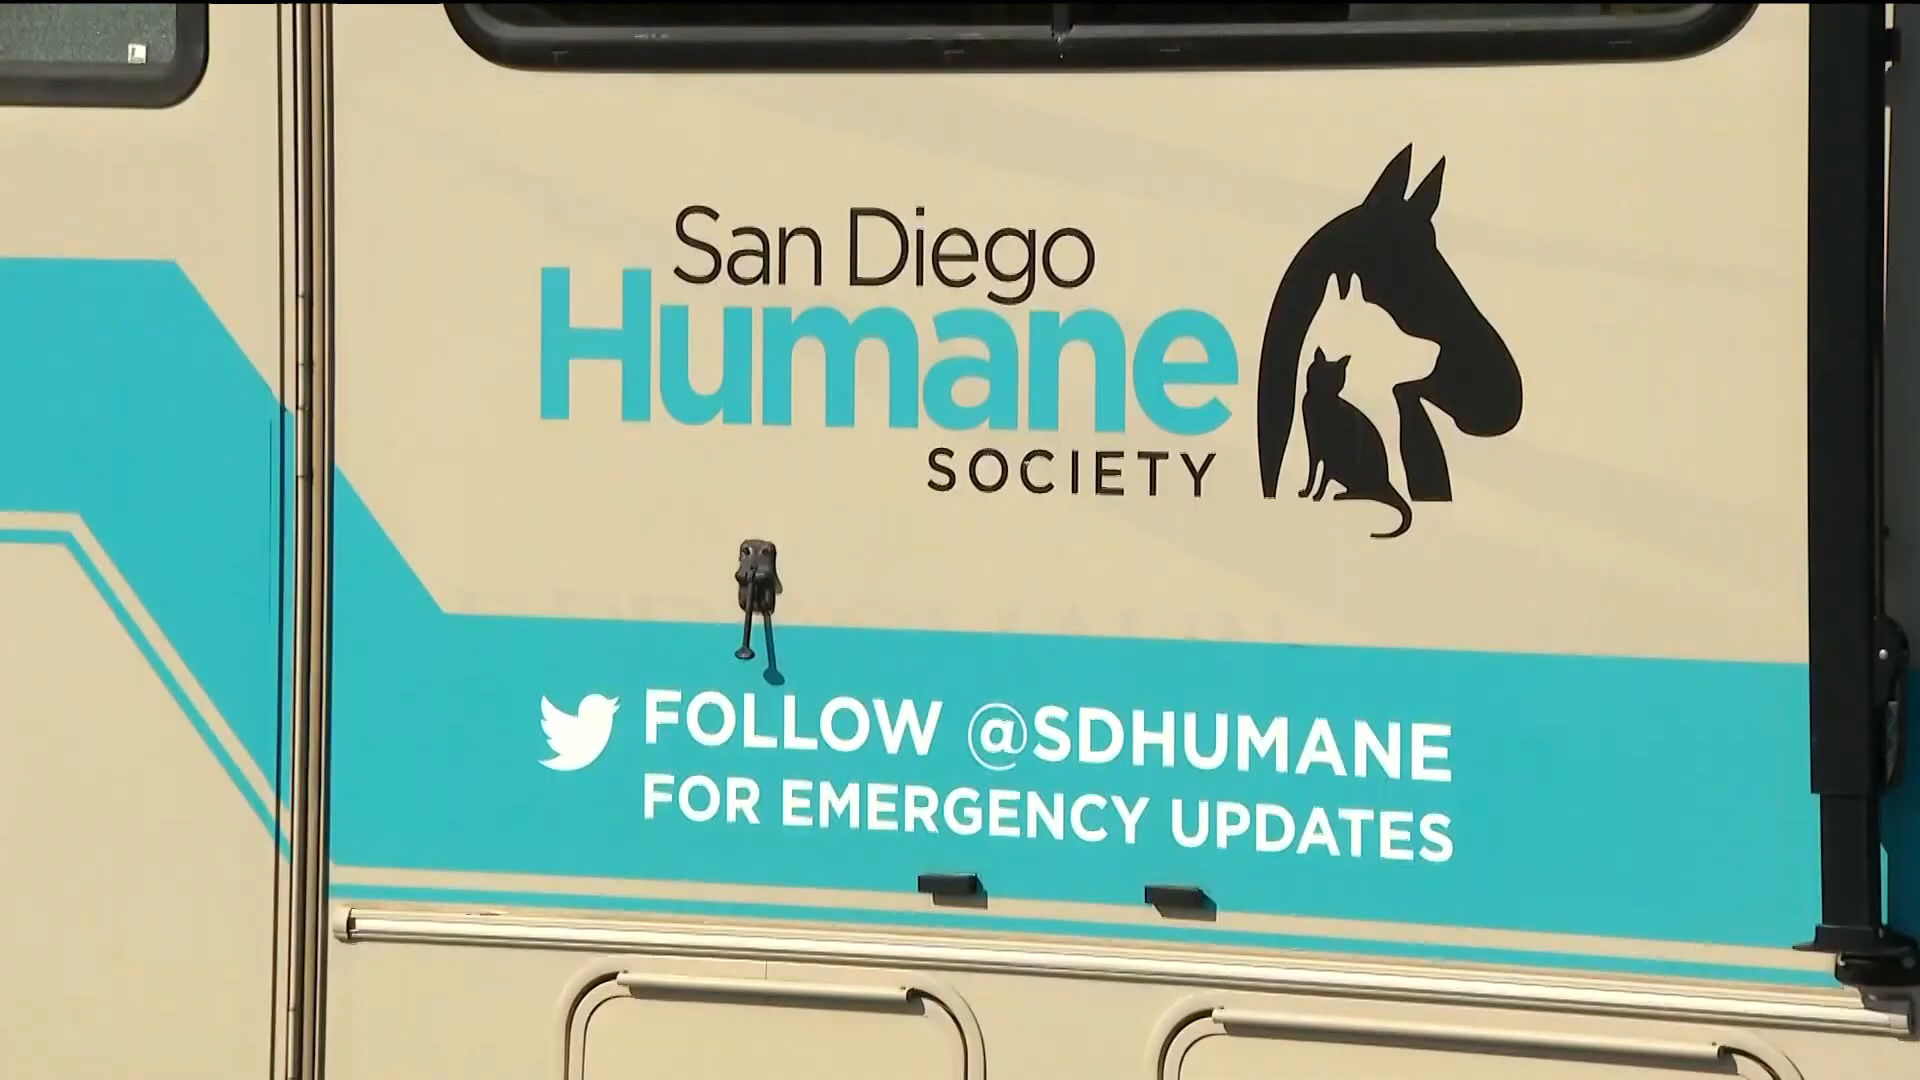 San Diego
Humane
SOCIETY
FOLLOW @SDHUMANE
FOR EMERGENCY UPDATES